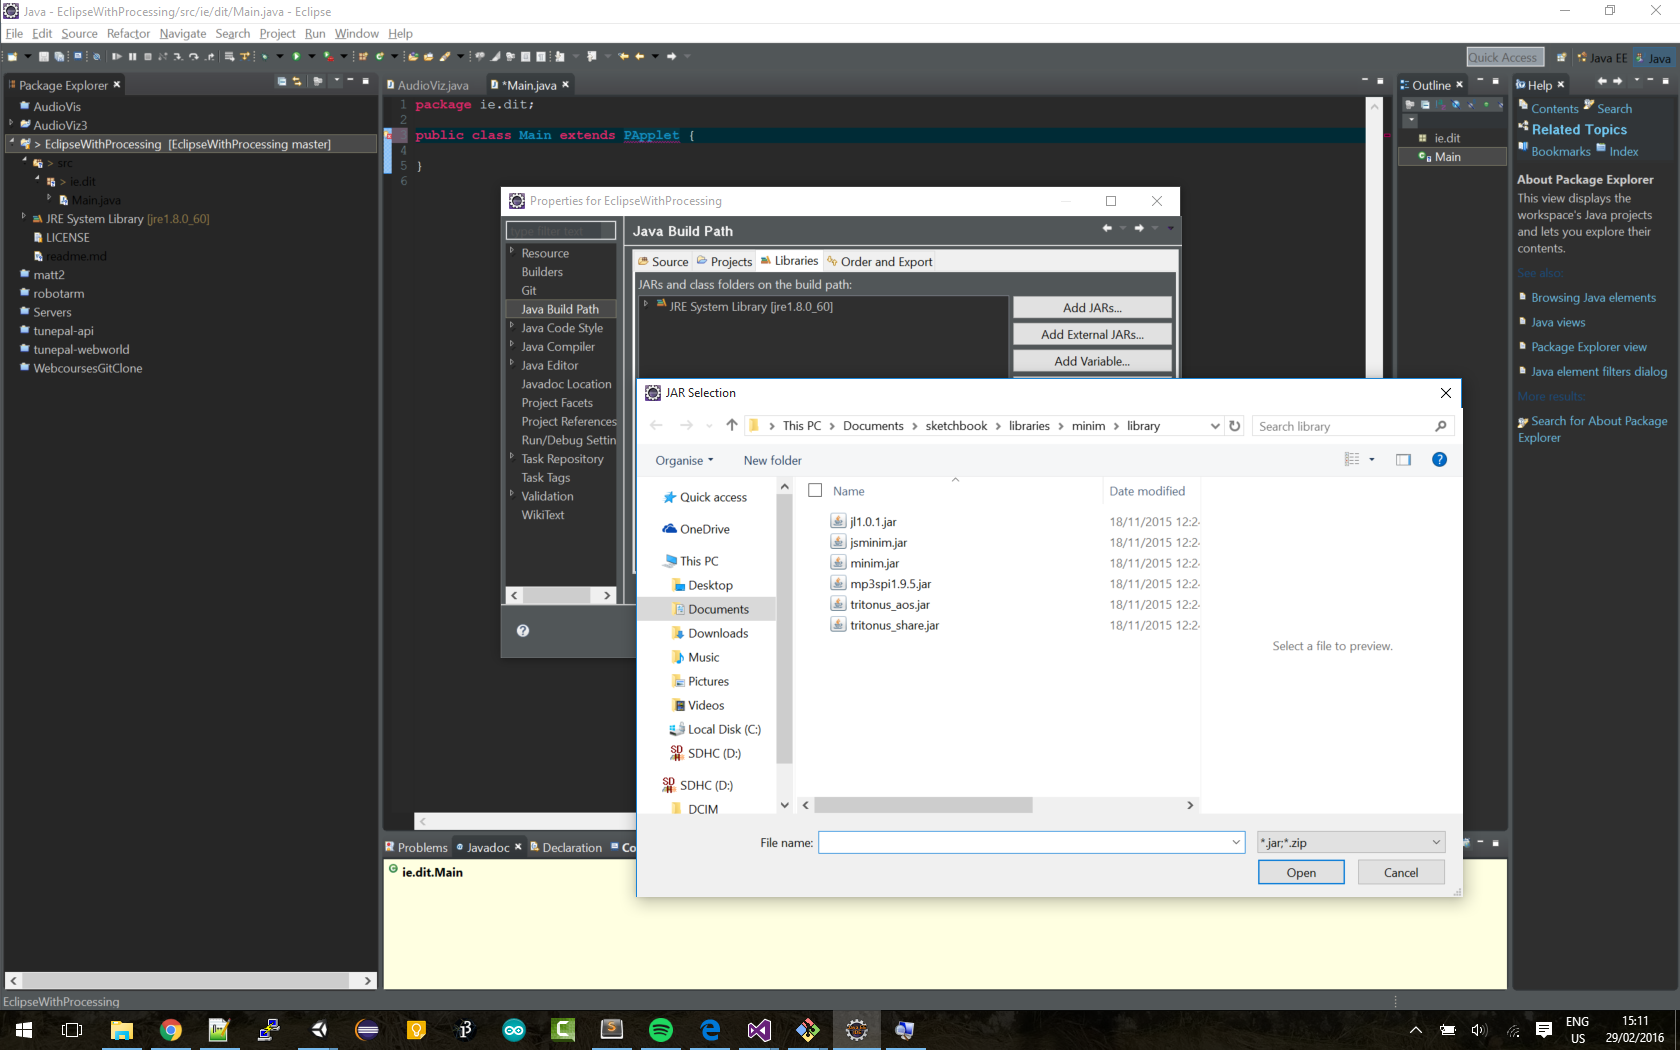 Java - EclipseWithProcessing/src/ie/dit/Main.java - Eclipse
File Edit Source Refactor Navigate Search Project Run Window Help
Quick Access
Java EE
Java
Package Explorer
AudioVis
AudioViz3
> EclipseWithProcessing [EclipseWithProcessing master]
> src
> ie.dit
Main.java
JRE System Library [jre1.8.0_60]
LICENSE
readme.md
matt2
robotarm
Servers
tunepal-api
tunepal-webworld
WebcoursesGitClone
AudioViz.java
*Main.java
1 package ie.dit;
2
public class Main extends PApplet {
4
5 }
6
Properties for EclipseWithProcessing
type filter text
Resource
Builders
Git
Java Build Path
Java Code Style
Java Compiler
Java Editor
Javadoc Location
Project Facets
Project References
Run/Debug Settin
Task Repository
Task Tags
Validation
WikiText
Java Build Path
Source Projects Libraries Order and Export
JARs and class folders on the build path:
JRE System Library [jre1.8.0_60]
Add JARs...
Add External JARs...
Add Variable...
JAR Selection
This PC > Documents > sketchbook > libraries > minim > library
Search library
Organise New folder
Quick access
OneDrive
This PC
Desktop
Documents
Downloads
Music
Pictures
Videos
Local Disk (C:)
SDHC (D:)
SDHC (D:)
DCIM
Name Date modified
jl1.0.1.jar 18/11/2015 12:24
jsminim.jar 18/11/2015 12:24
minim.jar 18/11/2015 12:24
mp3spi1.9.5.jar 18/11/2015 12:24
tritonus_aos.jar 18/11/2015 12:24
tritonus_share.jar 18/11/2015 12:24
Select a file to preview.
File name:
*.jar;*.zip
Open Cancel
Outline
ie.dit
Main
Help
Contents Search
Related Topics
Bookmarks Index
About Package Explorer
This view displays the
workspace's Java projects
and lets you explore their
contents.
See also:
Browsing Java elements
Java views
Package Explorer view
Java element filters dialog
More results:
Search for About Package
Explorer
Problems Javadoc Declaration Co
ie.dit.Main
EclipseWithProcessing
ENG
US
15:11
29/02/2016